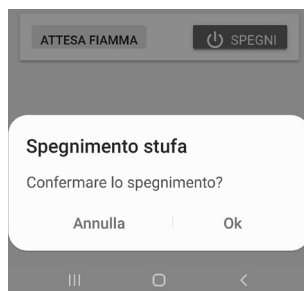 ATTESA FIAMMA
SPEGNI
Spegnimento stufa
Confermare lo spegnimento?
Annulla
Ok